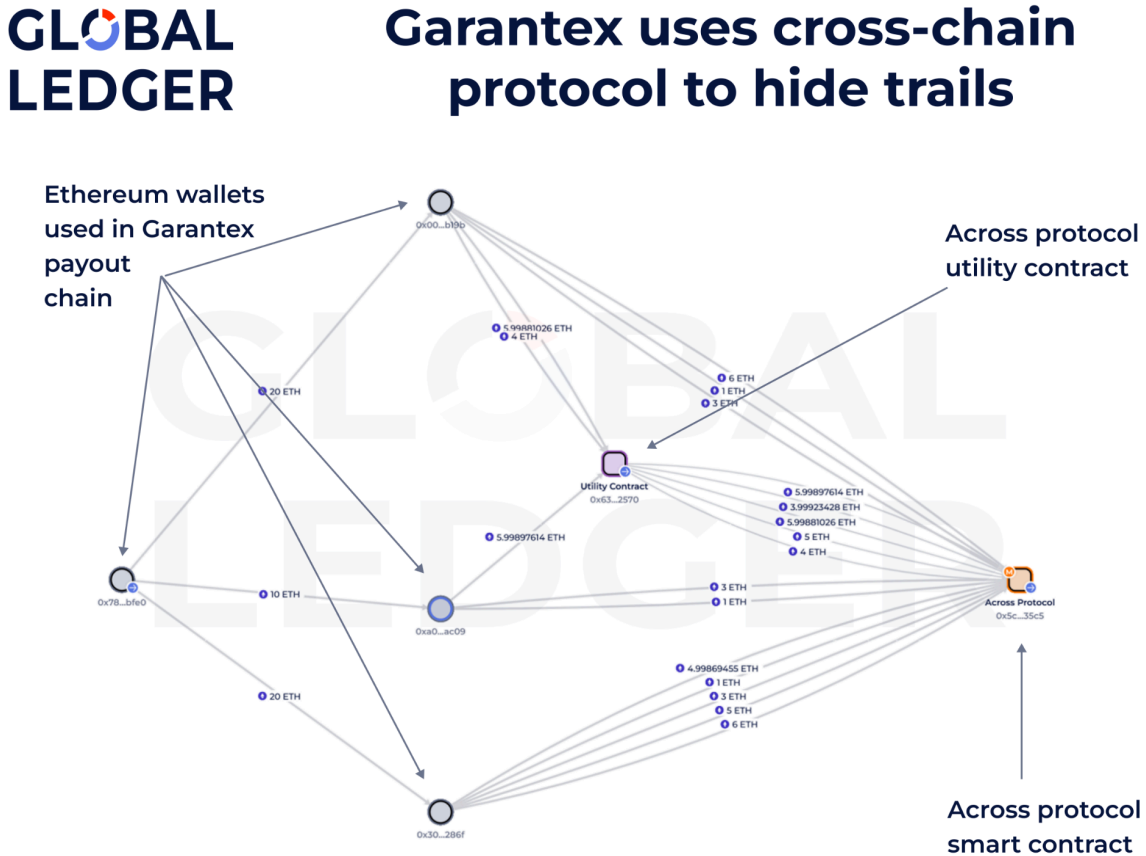 GLOBAL
LEDGER
Garantex uses cross-chain
protocol to hide trails
Ethereum wallets
used in Garantex
payout
chain
0x00...b19b
Across protocol
utility contract
5.99881026 ETH
4 ETH
6 ETH
1 ETH
3 ETH
20 ETH
Utility Contract
0x63...2570
5.99897614 ETH
3.99923428 ETH
5.99881026 ETH
5 ETH
4 ETH
5.99897614 ETH
0x78...bfe0
10 ETH
0xa0...ac09
3 ETH
1 ETH
Across Protocol
0x5c...35c5
20 ETH
4.99869455 ETH
1 ETH
3 ETH
5 ETH
6 ETH
0x30...286f
Across protocol
smart contract
GLOBAL
LEDGER